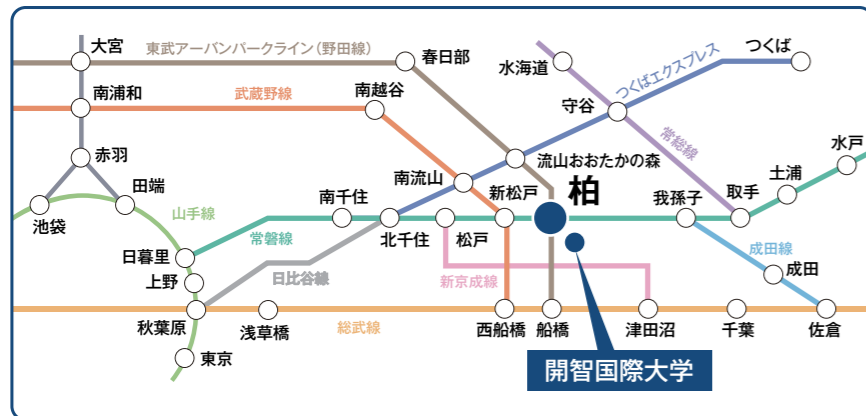 大宮
東武アーバンパークライン（野田線）
春日部
つくば
水海道
つくばエクスプレス
南浦和
武蔵野線
南越谷
守谷
常総線
赤羽
流山おおたかの森
水戸
土浦
南流山
新松戸
柏
我孫子
取手
池袋
田端
山手線
南千住
日暮里
常磐線
北千住
松戸
上野
日比谷線
新京成線
成田線
成田
秋葉原
浅草橋
総武線
西船橋
船橋
津田沼
千葉
佐倉
東京
開智国際大学